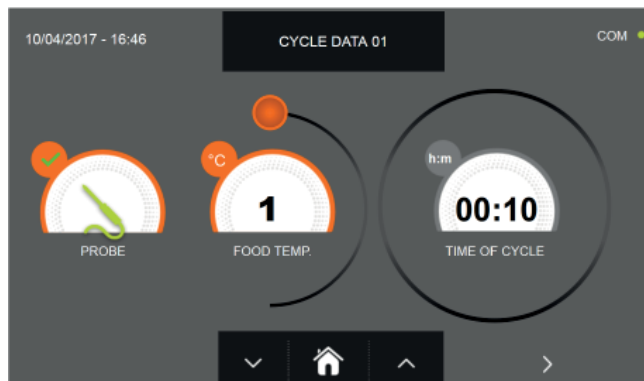 10/04/2017 - 16:46
CYCLE DATA 01
COM
°C
h:m
1
00:10
PROBE
FOOD TEMP.
TIME OF CYCLE